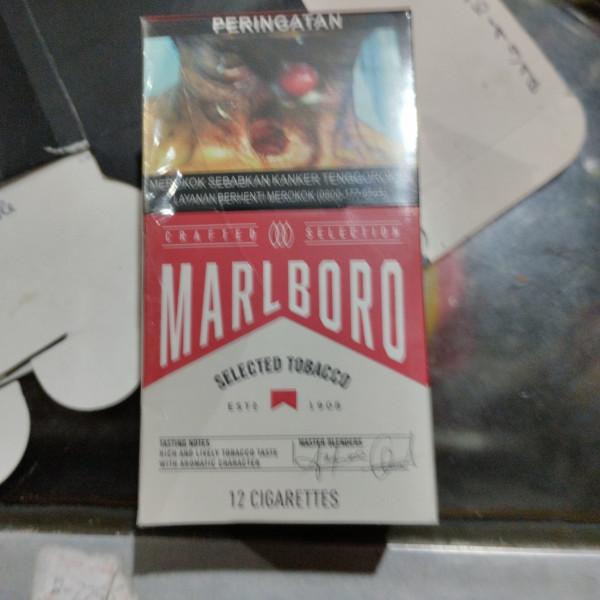 PERINGATAN
MEROKOK SEBABKAN KANKER TENGGOROKAN
LAYANAN BERHENTI MEROKOK (0800-177-6565)
CRAFTED SELECTION
MARLBORO
SELECTED TOBACCO
ESTD 1908
TASTING NOTES
RICH AND LIVELY TOBACCO TASTE
WITH AROMATIC CHARACTER
MASTER BLENDERS
12 CIGARETTES